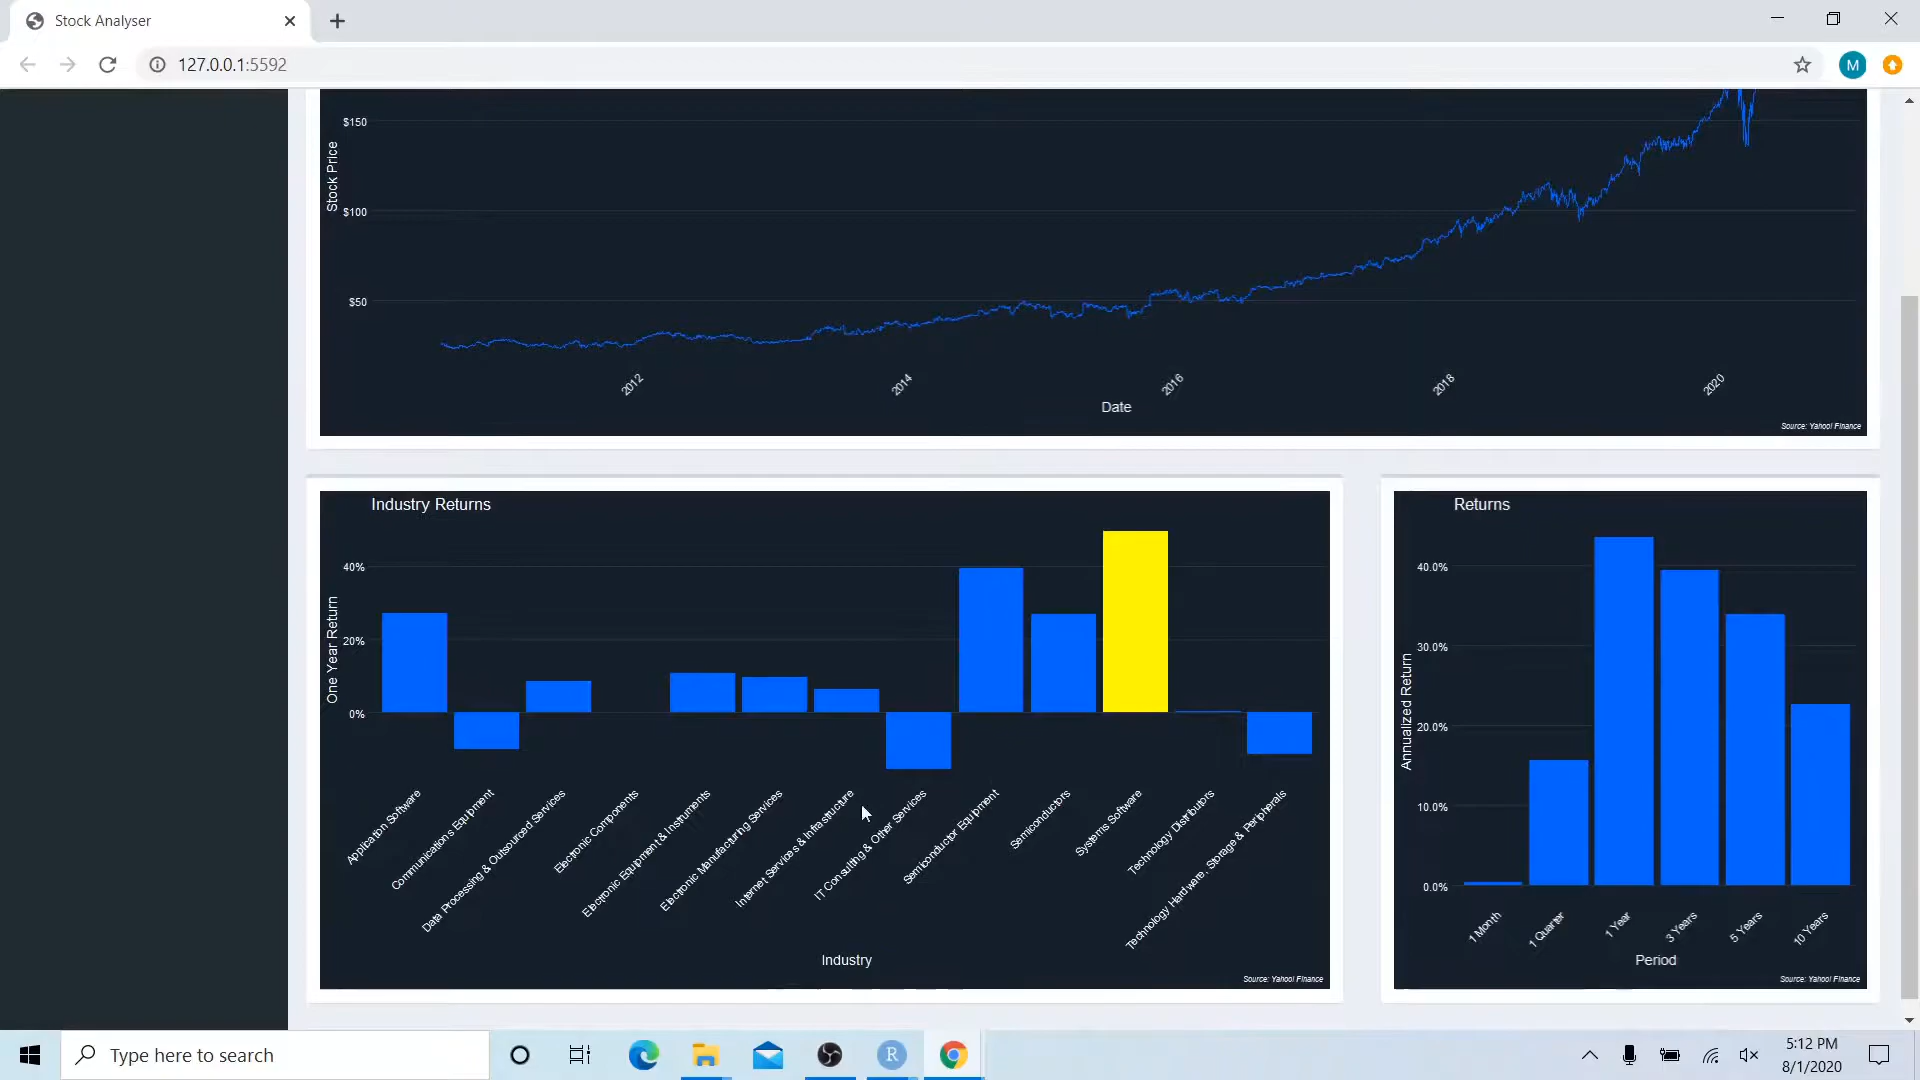 Stock Analyser
127.0.0.1:5592
M
$150
$100
$50
Stock Price
2012
2014
2016
2018
2020
Date
Source: Yahoo! Finance
Industry Returns
40%
20%
0%
One Year Return
Application Software
Communications Equipment
Data Processing & Outsourced Services
Electronic Components
Electronic Equipment & Instruments
Electronic Manufacturing Services
Internet Services & Infrastructure
IT Consulting & Other Services
Semiconductor Equipment
Semiconductors
Systems Software
Technology Distributors
Technology Hardware, Storage & Peripherals
Industry
Source: Yahoo! Finance
Returns
40.0%
30.0%
20.0%
10.0%
0.0%
Annualized Return
1 Month
1 Quarter
1 Year
3 Years
5 Years
10 Years
Period
Source: Yahoo! Finance
Type here to search
R
5:12 PM
8/1/2020